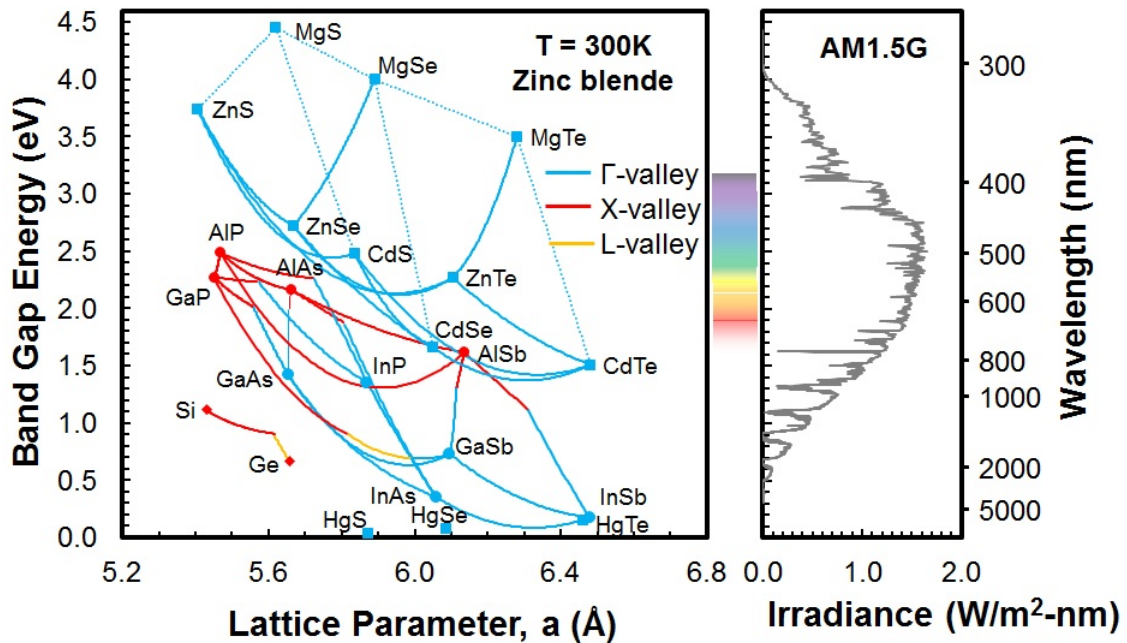 Band Gap Energy (eV)
4.5
4.0
3.5
3.0
2.5
2.0
1.5
1.0
0.5
0.0
5.2
5.6
6.0
6.4
6.8
Lattice Parameter, a (Å)
T = 300K
Zinc blende
MgS
MgSe
ZnS
MgTe
Γ-valley
X-valley
L-valley
ZnSe
CdS
AlP
AlAs
ZnTe
GaP
CdSe
AlSb
InP
CdTe
GaAs
Si
GaSb
Ge
InAs
InSb
HgSe
HgS
HgTe
AM1.5G
300
400
500
600
800
1000
2000
5000
Wavelength (nm)
0.0
1.0
2.0
Irradiance (W/m²-nm)